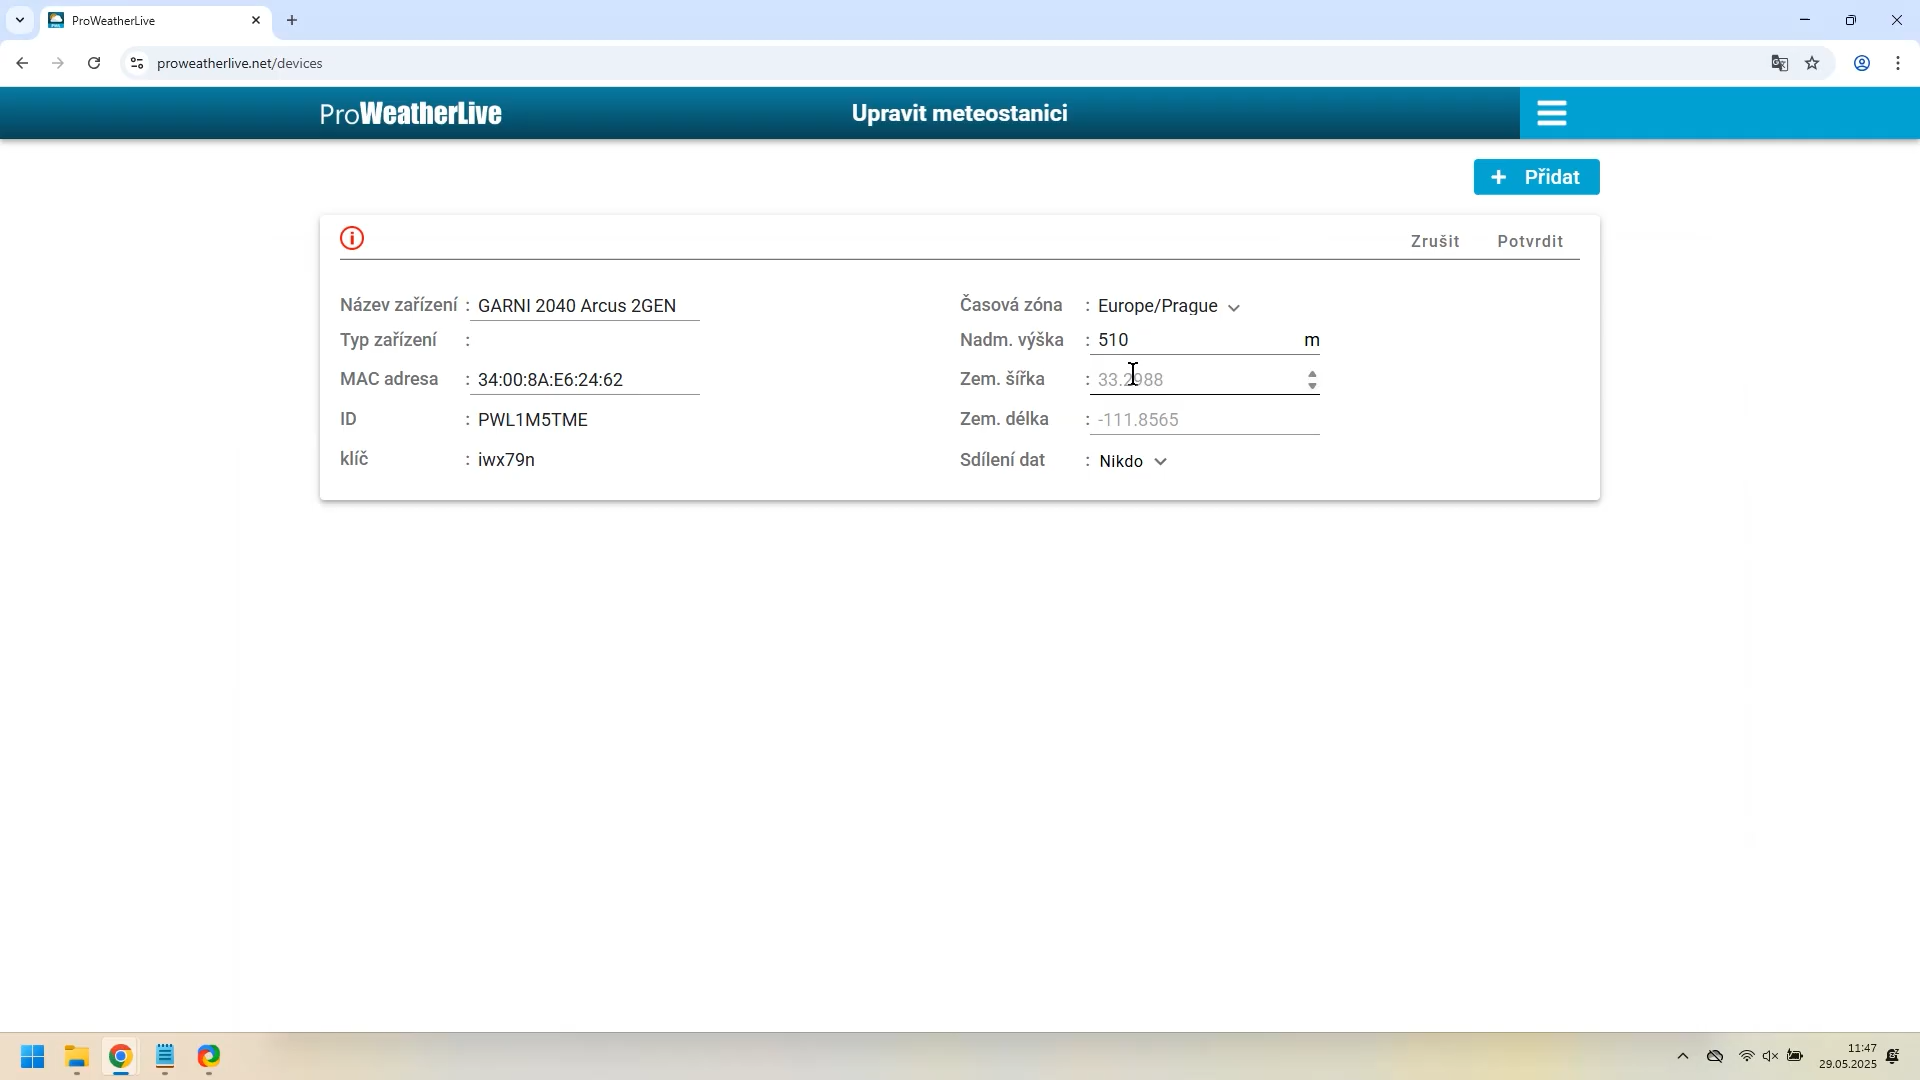 ProWeatherLive
proweatherlive.net/devices
ProWeatherLive
Upravit meteostanici
+ Přidat
Zrušit
Potvrdit
Název zařízení : GARNI 2040 Arcus 2GEN
Typ zařízení :
MAC adresa : 34:00:8A:E6:24:62
ID : PWL1M5TME
klíč : iwx79n
Časová zóna : Europe/Prague
Nadm. výška : 510 m
Zem. šířka : 33.2988
Zem. délka : -111.8565
Sdílení dat : Nikdo
11:47
29.05.2025